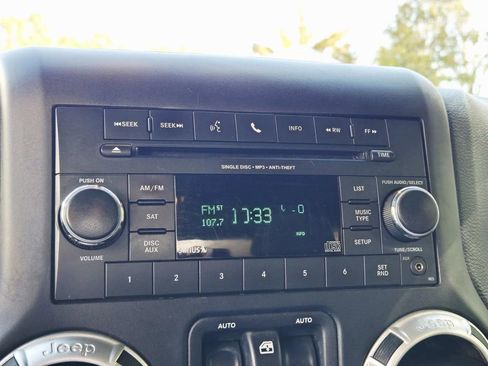 ⏮SEEK SEEK⏭ INFO ◀◀ RW FF ▶▶
TIME
SINGLE DISC • MP3 • ANTI-THEFT
PUSH ON PUSH AUDIO/SELECT
AM/FM LIST
FM ST
107.7 10:33
SAT MUSIC
TYPE
DISC
AUX SETUP
VOLUME TUNE/SCROLL
AUX
1 2 3 4 5 6 SET
RND
AUTO AUTO
Jeep Jeep